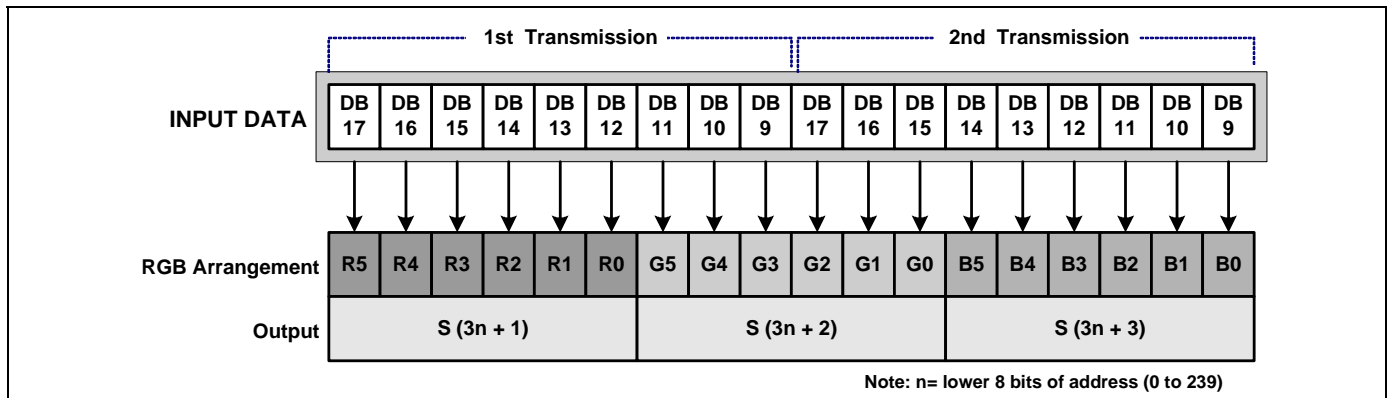 1st Transmission 2nd Transmission
INPUT DATA DB 17 DB 16 DB 15 DB 14 DB 13 DB 12 DB 11 DB 10 DB 9 DB 17 DB 16 DB 15 DB 14 DB 13 DB 12 DB 11 DB 10 DB 9
RGB Arrangement R5 R4 R3 R2 R1 R0 G5 G4 G3 G2 G1 G0 B5 B4 B3 B2 B1 B0
Output S (3n + 1) S (3n + 2) S (3n + 3)
Note: n= lower 8 bits of address (0 to 239)